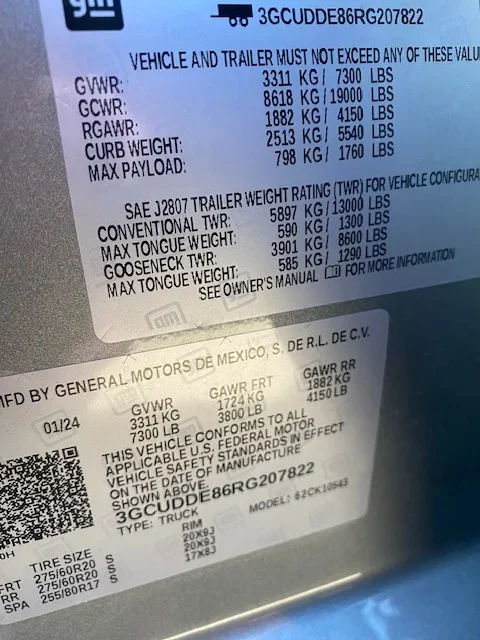 gm
3GCUDDE86RG207822
VEHICLE AND TRAILER MUST NOT EXCEED ANY OF THESE VALU
GVWR: 3311 KG/ 7300 LBS
GCWR: 8618 KG/19000 LBS
RGAWR: 1882 KG/ 4150 LBS
CURB WEIGHT: 2513 KG/ 5540 LBS
MAX PAYLOAD: 798 KG/ 1760 LBS
SAE J2807 TRAILER WEIGHT RATING (TWR) FOR VEHICLE CONFIGURA
CONVENTIONAL TWR: 5897 KG/13000 LBS
MAX TONGUE WEIGHT: 590 KG/ 1300 LBS
GOOSENECK TWR: 3901 KG/ 8600 LBS
MAX TONGUE WEIGHT: 585 KG/ 1290 LBS
SEE OWNER'S MANUAL FOR MORE INFORMATION
gm
MFD BY GENERAL MOTORS DE MEXICO, S. DE R.L. DE C.V.
01/24 GVWR GAWR FRT GAWR RR
3311 KG 1724 KG 1882 KG
7300 LB 3800 LB 4150 LB
THIS VEHICLE CONFORMS TO ALL
APPLICABLE U.S. FEDERAL MOTOR
VEHICLE SAFETY STANDARDS IN EFFECT
ON THE DATE OF MANUFACTURE
SHOWN ABOVE.
3GCUDDE86RG207822
TYPE: TRUCK MODEL: 62CK10543
TIRE SIZE RIM
FRT 275/60R20 S 20X9J
RR 275/60R20 S 20X9J
SPA 255/80R17 S 17X8J